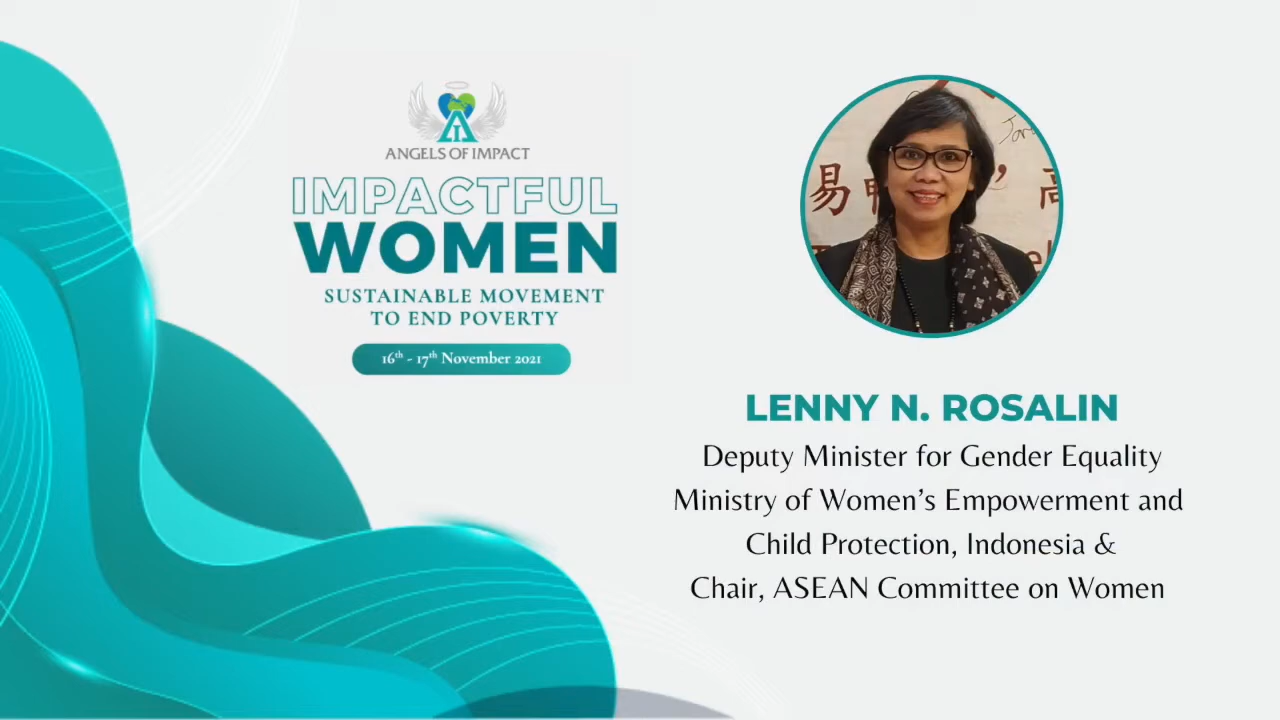 ANGELS OF IMPACT
IMPACTFUL
WOMEN
SUSTAINABLE MOVEMENT
TO END POVERTY
16th - 17th November 2021
易
LENNY N. ROSALIN
Deputy Minister for Gender Equality
Ministry of Women’s Empowerment and
Child Protection, Indonesia &
Chair, ASEAN Committee on Women